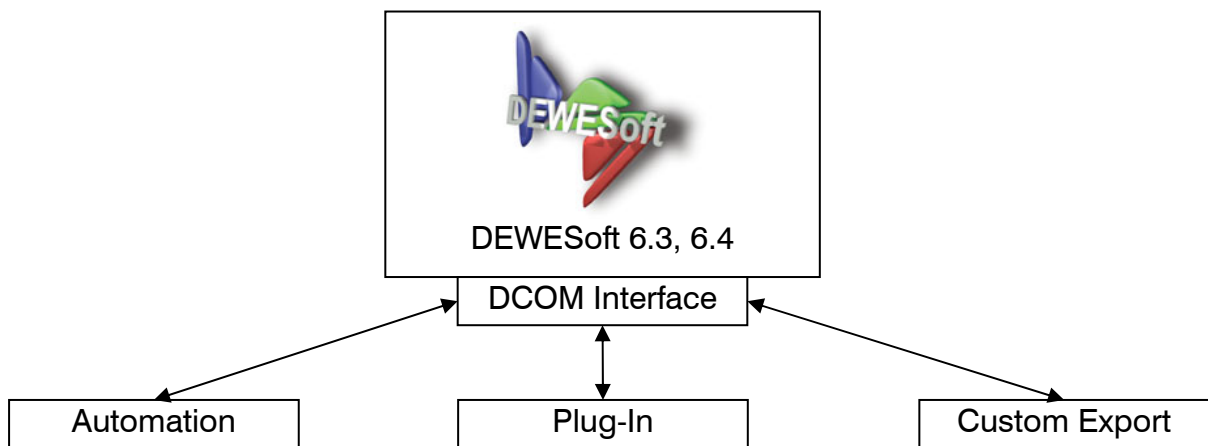 DEWESoft
DEWESoft 6.3, 6.4
DCOM Interface
Automation
Plug-In
Custom Export